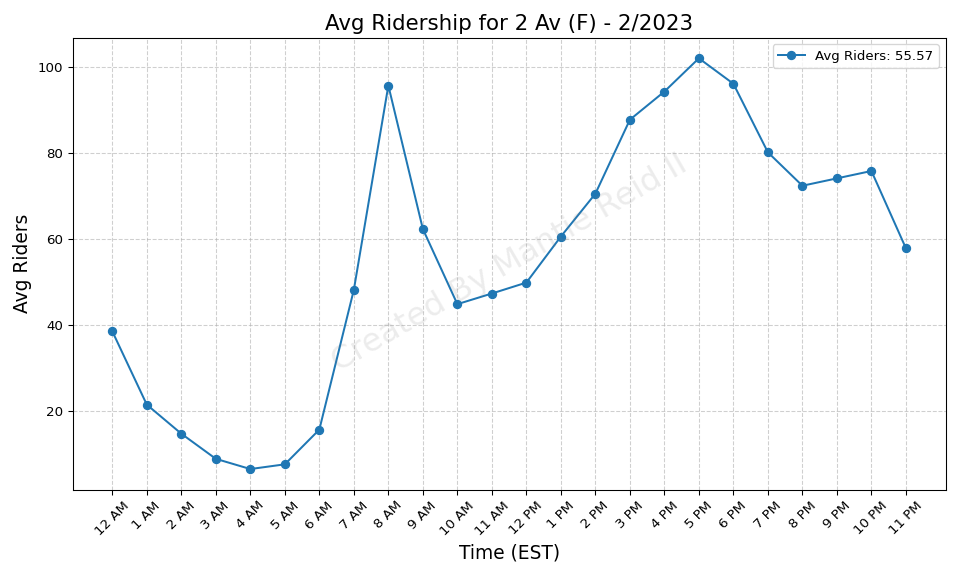 Avg Ridership for 2 Av (F) - 2/2023
Avg Riders: 55.57
100
80
60
40
20
Avg Riders
Created By Mantle Reid II
12 AM
1 AM
2 AM
3 AM
4 AM
5 AM
6 AM
7 AM
8 AM
9 AM
10 AM
11 AM
12 PM
1 PM
2 PM
3 PM
4 PM
5 PM
6 PM
7 PM
8 PM
9 PM
10 PM
11 PM
Time (EST)